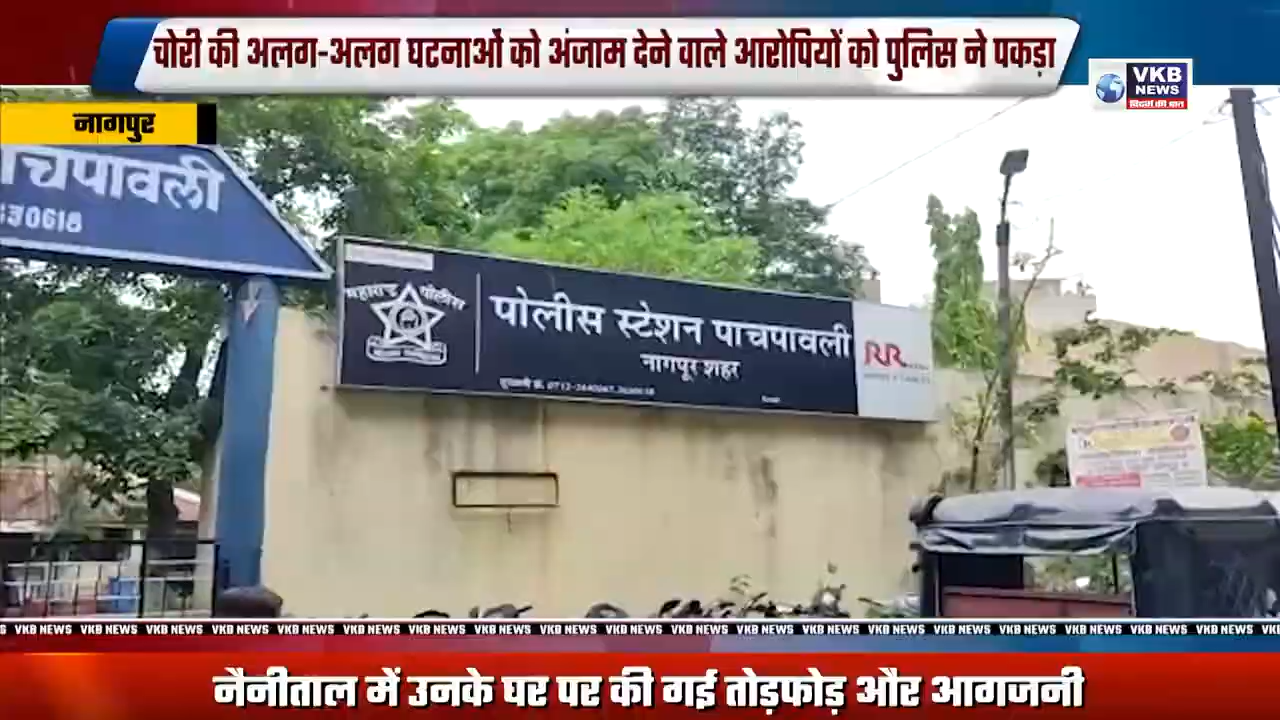 चोरी की अलग-अलग घटनाओं को अंजाम देने वाले आरोपियों को पुलिस ने पकड़ा
VKB
NEWS
विदर्भ की बात
नागपुर
पाचपावली
30618
महाराष्ट्र पोलीस
पोलीस स्टेशन पाचपावली
नागपूर शहर
RR
VKB NEWS VKB NEWS VKB NEWS VKB NEWS VKB NEWS VKB NEWS VKB NEWS VKB NEWS VKB NEWS VKB NEWS VKB NEWS VKB NEWS VKB NEWS VKB NEWS VKB NEWS VKB NEWS VKB NEWS VKB NEWS VKB NEWS
नैनीताल में उनके घर पर की गई तोड़फोड़ और आगजनी